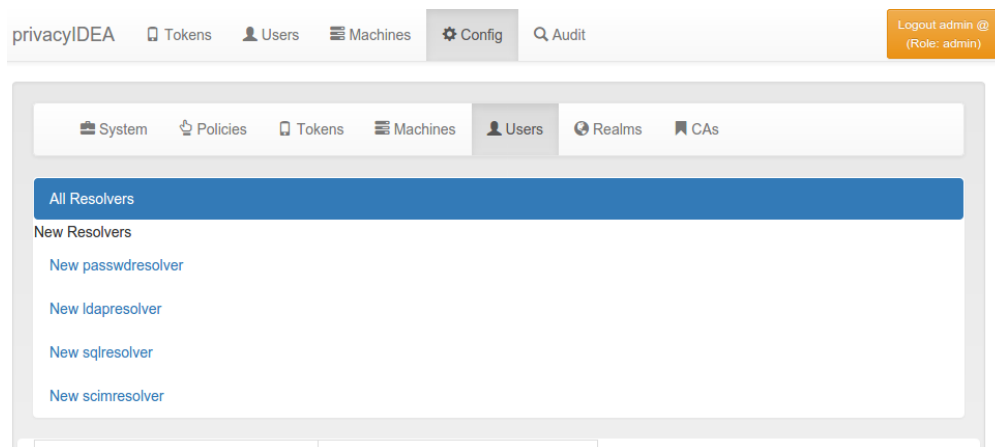 privacyIDEA Tokens Users Machines Config Audit Logout admin @
(Role: admin)
System Policies Tokens Machines Users Realms CAs
All Resolvers
New Resolvers
New passwdresolver
New ldapresolver
New sqlresolver
New scimresolver